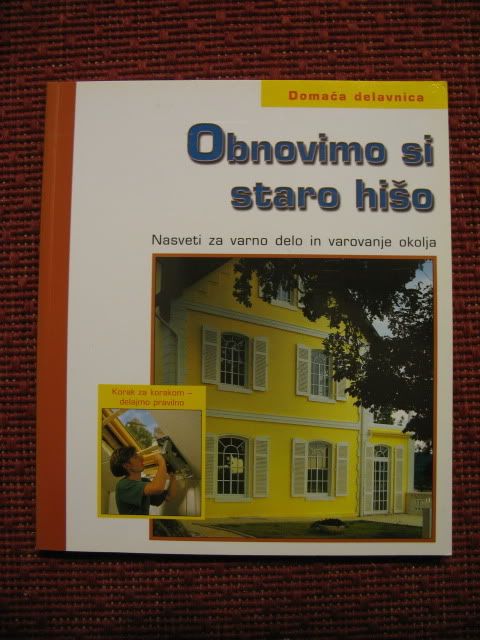 Domača delavnica
Obnovimo si
staro hišo
Nasveti za varno delo in varovanje okolja
Korak za korakom –
delajmo pravilno